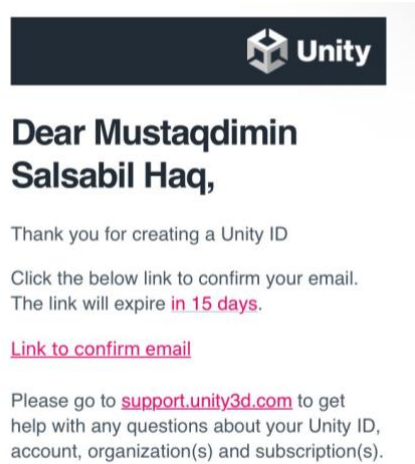 Unity
Dear Mustaqdimin
Salsabil Haq,
Thank you for creating a Unity ID
Click the below link to confirm your email.
The link will expire in 15 days.
Link to confirm email
Please go to support.unity3d.com to get
help with any questions about your Unity ID,
account, organization(s) and subscription(s).